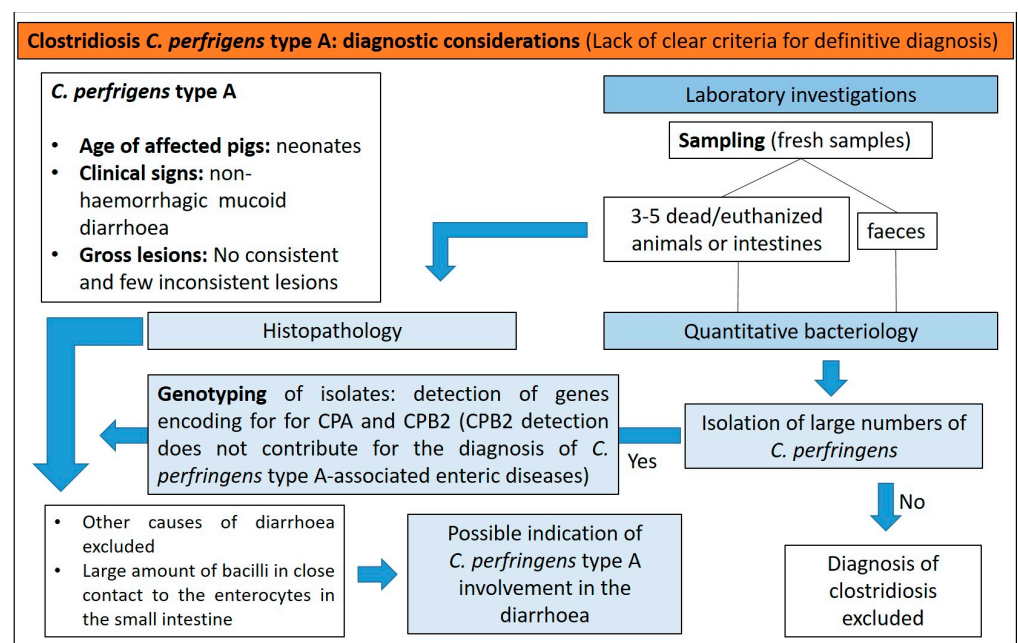 Clostridiosis C. perfrigens type A: diagnostic considerations (Lack of clear criteria for definitive diagnosis)
C. perfrigens type A
• Age of affected pigs: neonates
• Clinical signs: non-
haemorrhagic mucoid
diarrhoea
• Gross lesions: No consistent
and few inconsistent lesions
Laboratory investigations
Sampling (fresh samples)
3-5 dead/euthanized
animals or intestines
faeces
Histopathology
Quantitative bacteriology
Genotyping of isolates: detection of genes
encoding for for CPA and CPB2 (CPB2 detection
does not contribute for the diagnosis of C.
perfringens type A-associated enteric diseases)
Isolation of large numbers of
C. perfringens
Yes
No
• Other causes of diarrhoea
excluded
• Large amount of bacilli in close
contact to the enterocytes in
the small intestine
Possible indication of
C. perfringens type A
involvement in the
diarrhoea
Diagnosis of
clostridiosis
excluded